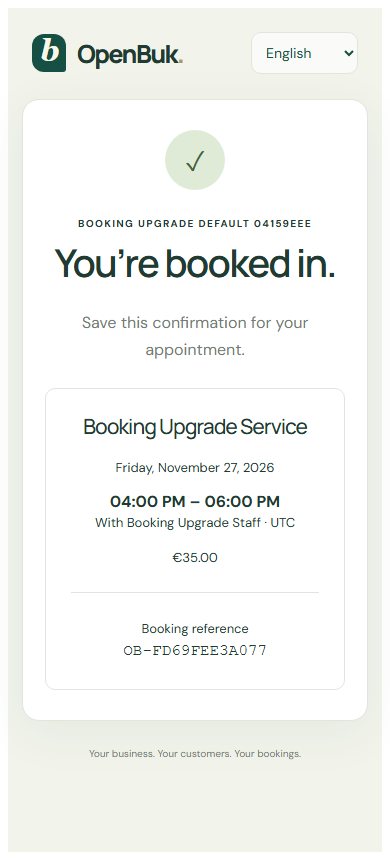 b OpenBuk.
English
✓
BOOKING UPGRADE DEFAULT 04159EEE
You’re booked in.
Save this confirmation for your
appointment.
Booking Upgrade Service
Friday, November 27, 2026
04:00 PM – 06:00 PM
With Booking Upgrade Staff · UTC
€35.00
Booking reference
OB-FD69FEE3A077
Your business. Your customers. Your bookings.